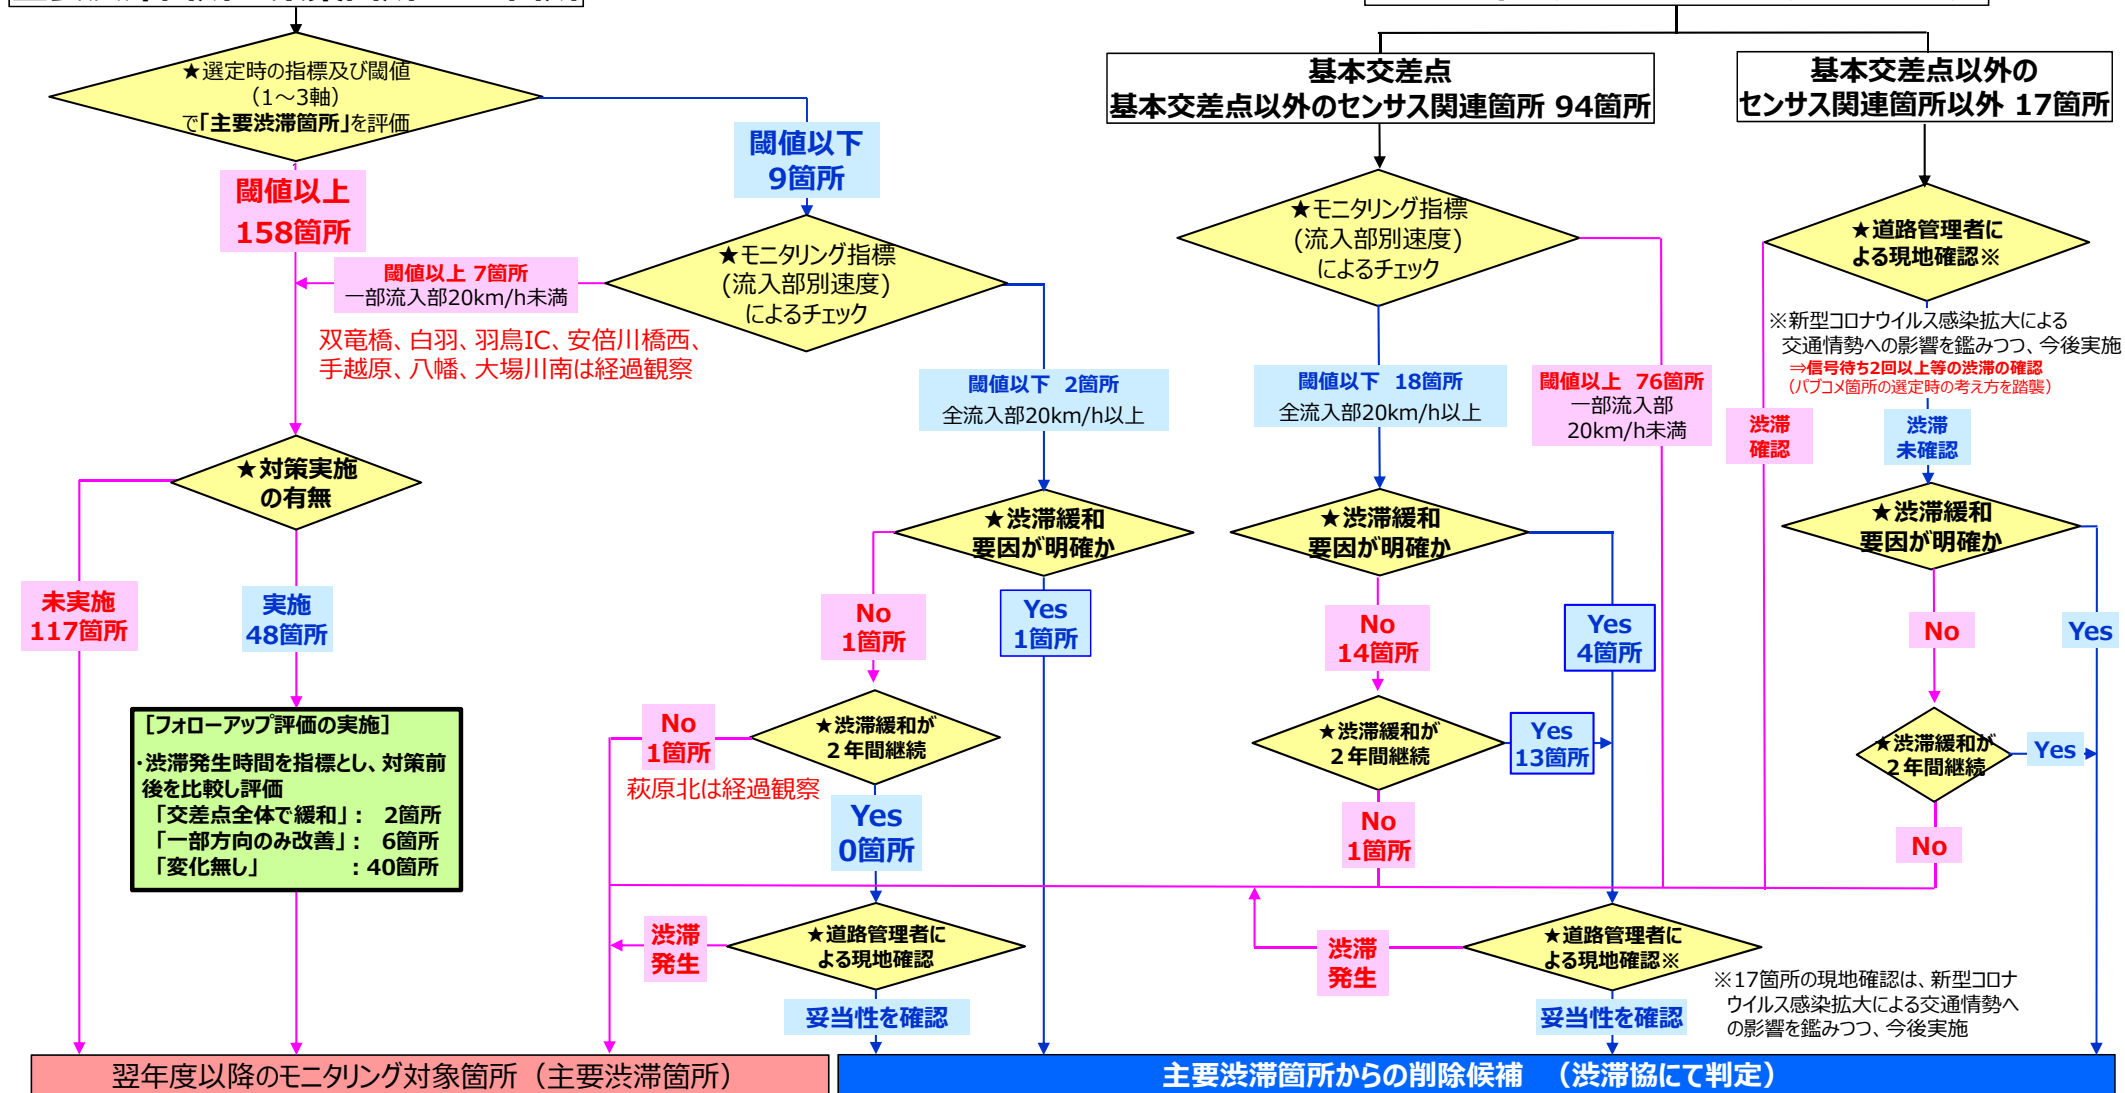 ★選定時の指標及び閾値
（1～3軸）
で「主要渋滞箇所」を評価
閾値以上
158箇所
閾値以下
9箇所
★モニタリング指標
(流入部別速度)
によるチェック
閾値以上 7箇所
一部流入部20km/h未満
双竜橋、白羽、羽鳥IC、安倍川橋西、
手越原、八幡、大場川南は経過観察
閾値以下 2箇所
全流入部20km/h以上
★対策実施
の有無
未実施
117箇所
実施
48箇所
［フォローアップ評価の実施］
・渋滞発生時間を指標とし、対策前
後を比較し評価
「交差点全体で緩和」： 2箇所
「一部方向のみ改善」： 6箇所
「変化無し」 ：40箇所
★渋滞緩和
要因が明確か
No
1箇所
Yes
1箇所
★渋滞緩和が
２年間継続
No
1箇所
萩原北は経過観察
Yes
0箇所
★道路管理者に
よる現地確認
渋滞
発生
妥当性を確認
基本交差点
基本交差点以外のセンサス関連箇所 94箇所
★モニタリング指標
(流入部別速度)
によるチェック
閾値以下 18箇所
全流入部20km/h以上
閾値以上 76箇所
一部流入部
20km/h未満
★渋滞緩和
要因が明確か
No
14箇所
Yes
4箇所
★渋滞緩和が
２年間継続
Yes
13箇所
No
1箇所
★道路管理者に
よる現地確認※
渋滞
発生
妥当性を確認
※17箇所の現地確認は、新型コロナ
ウイルス感染拡大による交通情勢へ
の影響を鑑みつつ、今後実施
基本交差点以外の
センサス関連箇所以外 17箇所
★道路管理者に
よる現地確認※
※新型コロナウイルス感染拡大による
交通情勢への影響を鑑みつつ、今後実施
⇒信号待ち2回以上等の渋滞の確認
（パブコメ箇所の選定時の考え方を踏襲）
渋滞
確認
渋滞
未確認
★渋滞緩和
要因が明確か
No
Yes
★渋滞緩和が
２年間継続
Yes
No
翌年度以降のモニタリング対象箇所（主要渋滞箇所）
主要渋滞箇所からの削除候補 （渋滞協にて判定）